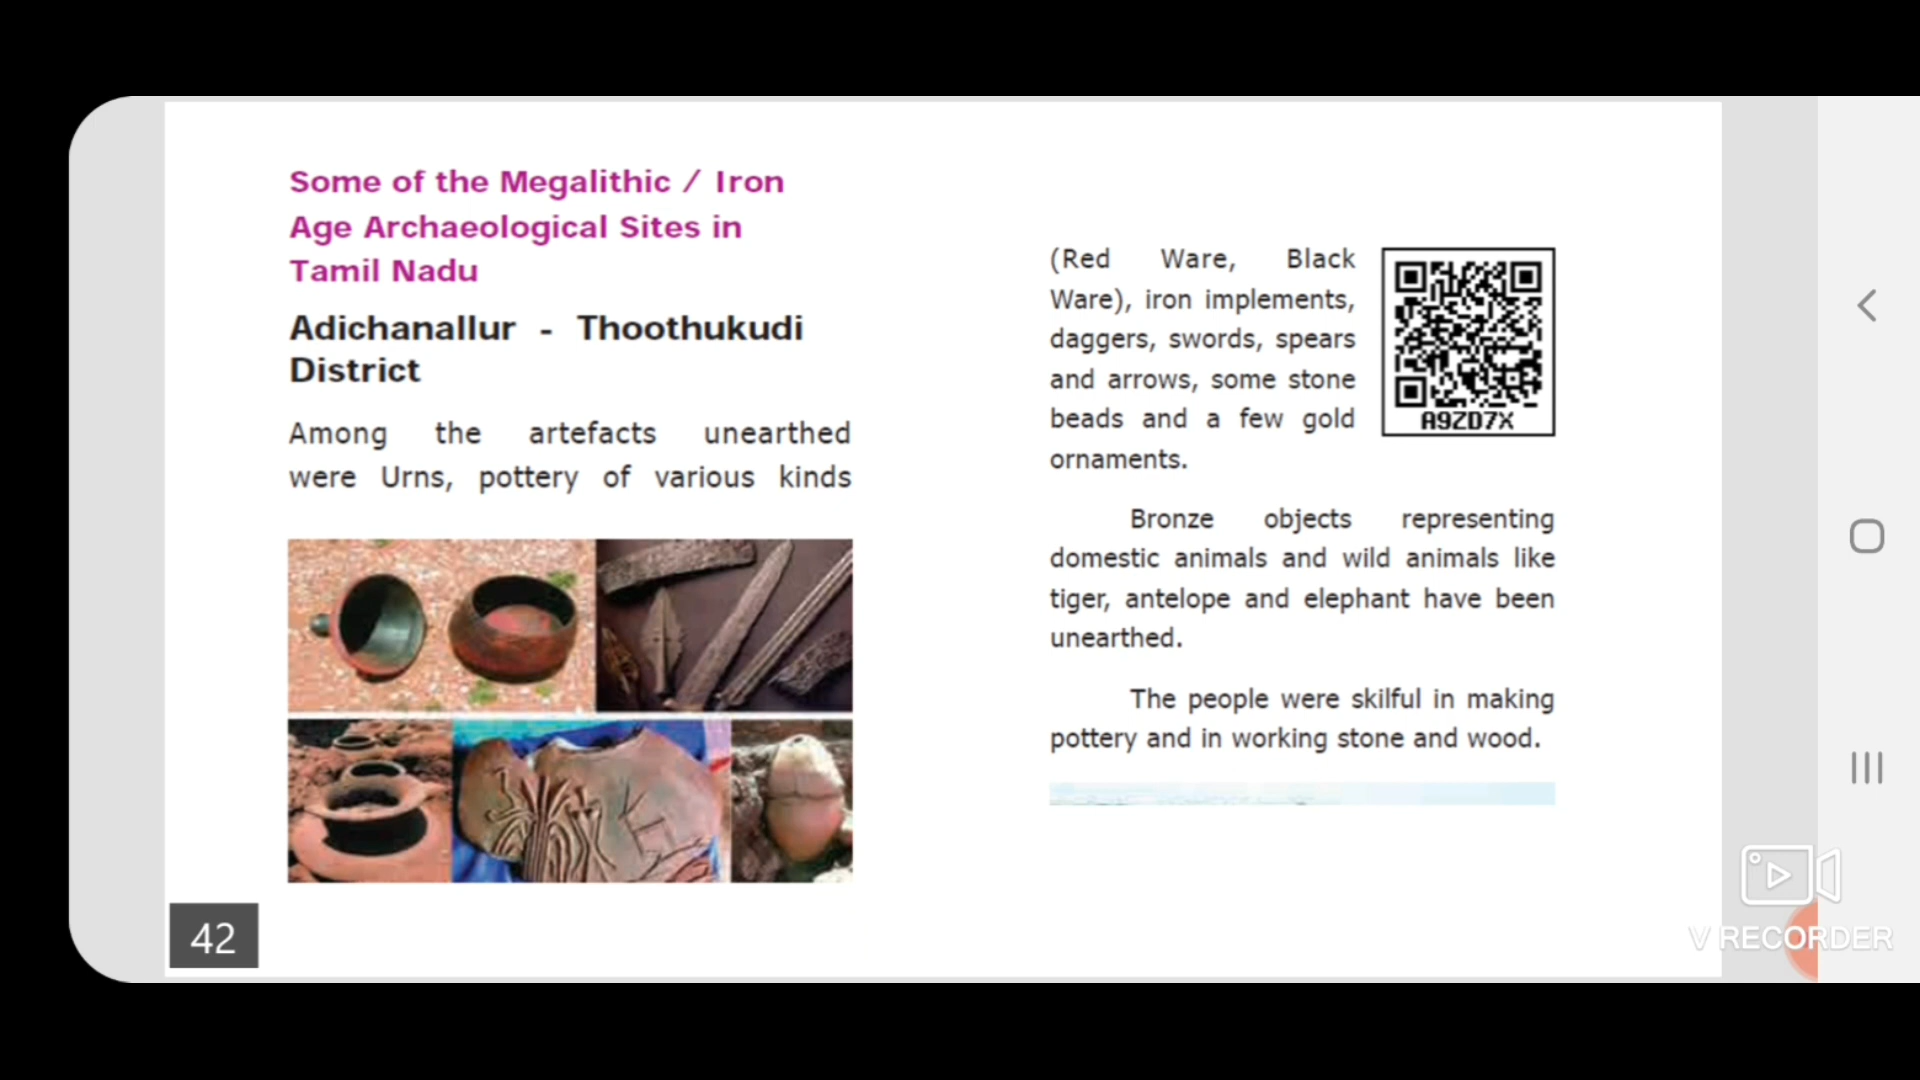 Some of the Megalithic / Iron
Age Archaeological Sites in
Tamil Nadu
Adichanallur - Thoothukudi
District
Among the artefacts unearthed
were Urns, pottery of various kinds
42
(Red Ware, Black
Ware), iron implements,
daggers, swords, spears
and arrows, some stone
beads and a few gold
ornaments.
A9ZD7X
Bronze objects representing
domestic animals and wild animals like
tiger, antelope and elephant have been
unearthed.
The people were skilful in making
pottery and in working stone and wood.
V RECORDER